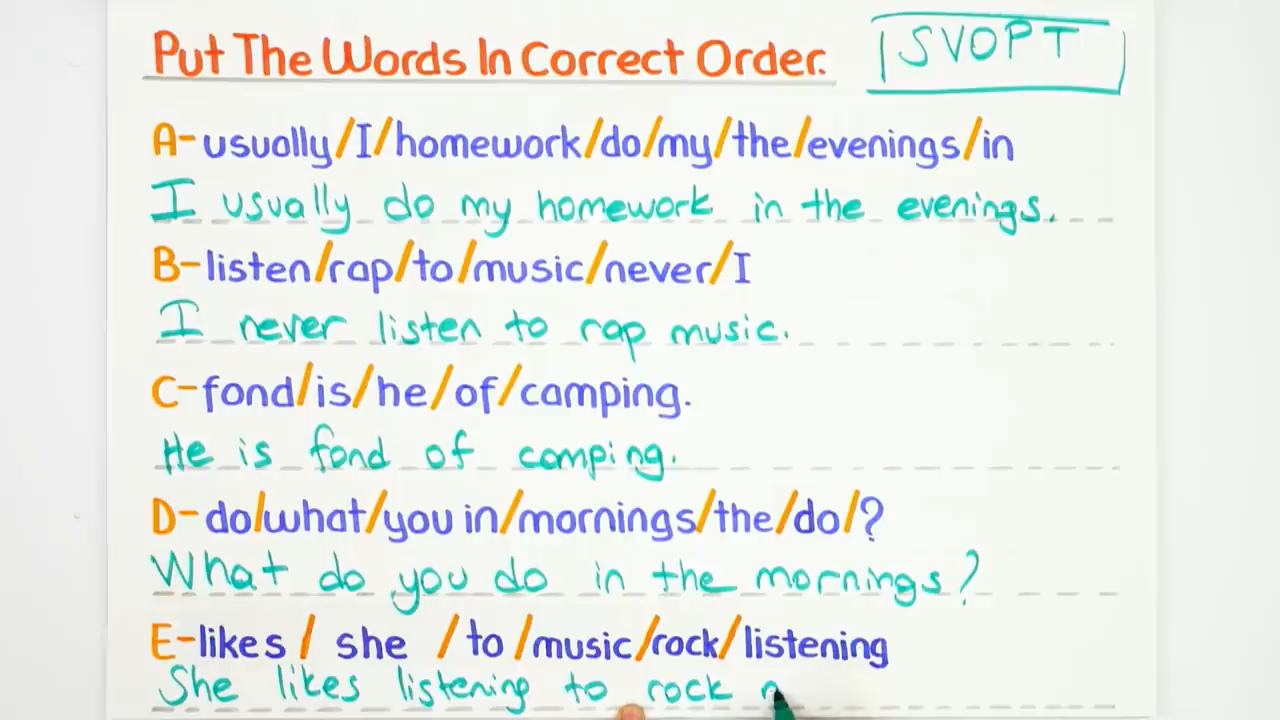 Put The Words In Correct Order.
SVOPT
A-usually/I/homework/do/my/the/evenings/in
I usually do my homework in the evenings.
B-listen/rap/to/music/never/I
I never listen to rap music.
C-fond/is/he/of/camping.
He is fond of camping.
D-do/what/you in/mornings/the/do/?
What do you do in the mornings?
E-likes/ she /to/music/rock/listening
She likes listening to rock